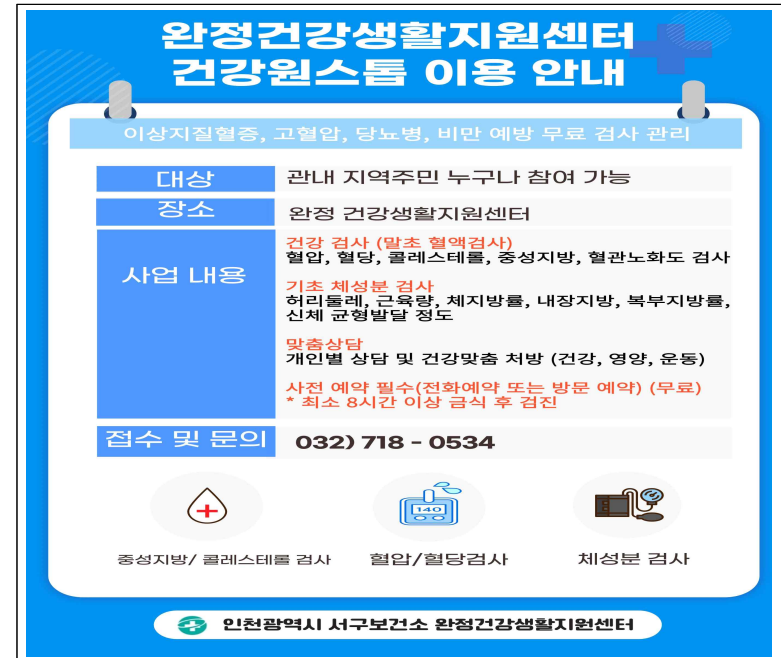 완정건강생활지원센터
건강원스톱 이용 안내
이상지질혈증, 고혈압, 당뇨병, 비만 예방 무료 검사 관리
대상
관내 지역주민 누구나 참여 가능
장소
완정 건강생활지원센터
사업 내용
건강 검사 (말초 혈액검사)
혈압, 혈당, 콜레스테롤, 중성지방, 혈관노화도 검사
기초 체성분 검사
허리둘레, 근육량, 체지방률, 내장지방, 복부지방률,
신체 균형발달 정도
맞춤상담
개인별 상담 및 건강맞춤 처방 (건강, 영양, 운동)
사전 예약 필수(전화예약 또는 방문 예약) (무료)
* 최소 8시간 이상 금식 후 검진
접수 및 문의
032) 718 - 0534
140
중성지방/ 콜레스테롤 검사
혈압/혈당검사
체성분 검사
인천광역시 서구보건소 완정건강생활지원센터